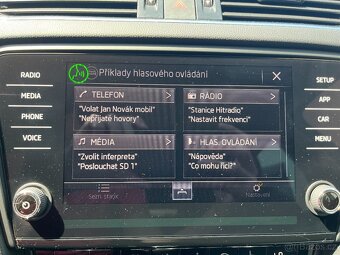 Příklady hlasového ovládání
RADIO
MEDIA
PHONE
VOICE
TELEFON
"Volat Jan Novák mobil"
"Nepřijaté hovory"
RÁDIO
"Stanice Hitradio"
"Nastavit frekvenci"
MÉDIA
"Zvolit interpreta"
"Poslouchat SD 1"
HLAS. OVLÁDÁNÍ
"Nápověda"
"Co mohu říci?"
Nastavení
SETUP
APP
CAR
MENU